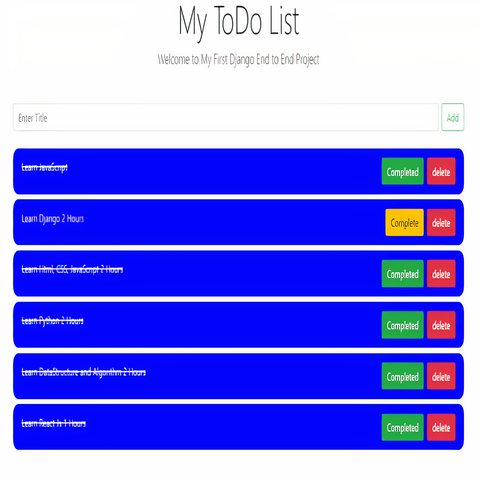 My ToDo List
Welcome to My First Django End to End Project
Enter Title Add
Learn JavaScript Completed delete
Learn Django 2 Hours Complete delete
Learn Html, CSS, JavaScript 2 Hours Completed delete
Learn Python 2 Hours Completed delete
Learn DataStructure and Algorithm 2 Hours Completed delete
Learn React Js 1 Hours Completed delete